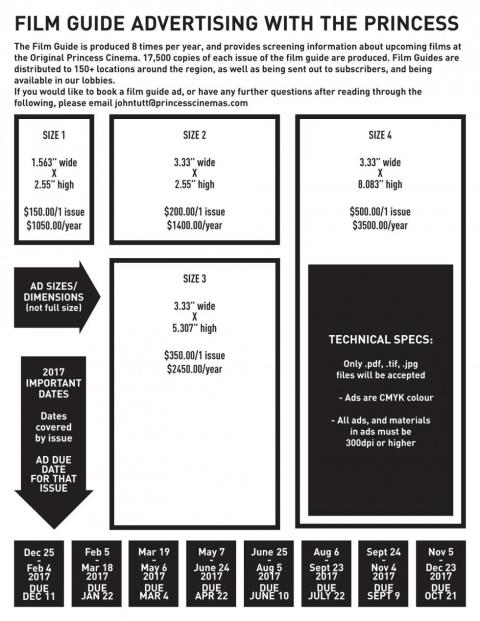 FILM GUIDE ADVERTISING WITH THE PRINCESS
The Film Guide is produced 8 times per year, and provides screening information about upcoming films at
the Original Princess Cinema. 17,500 copies of each issue of the film guide are produced. Film Guides are
distributed to 150+ locations around the region, as well as being sent out to subscribers, and being
available in our lobbies.
If you would like to book a film guide ad, or have any further questions after reading through the
following, please email johntutt@princesscinemas.com
SIZE 1
1.563” wide
X
2.55” high
$150.00/1 issue
$1050.00/year
SIZE 2
3.33” wide
X
2.55” high
$200.00/1 issue
$1400.00/year
SIZE 4
3.33” wide
X
8.083” high
$500.00/1 issue
$3500.00/year
AD SIZES/
DIMENSIONS
(not full size)
SIZE 3
3.33” wide
X
5.307” high
$350.00/1 issue
$2450.00/year
TECHNICAL SPECS:
Only .pdf, .tif, .jpg
files will be accepted
- Ads are CMYK colour
- All ads, and materials
in ads must be
300dpi or higher
2017
IMPORTANT
DATES
Dates
covered
by issue
AD DUE
DATE
FOR THAT
ISSUE
Dec 25
-
Feb 4
2017
DUE
DEC 11
Feb 5
-
Mar 18
2017
DUE
JAN 22
Mar 19
-
May 6
2017
DUE
MAR 4
May 7
-
June 24
2017
DUE
APR 22
June 25
-
Aug 5
2017
DUE
JUNE 10
Aug 6
-
Sept 23
2017
DUE
JULY 22
Sept 24
-
Nov 4
2017
DUE
SEPT 9
Nov 5
-
Dec 23
2017
DUE
OCT 21